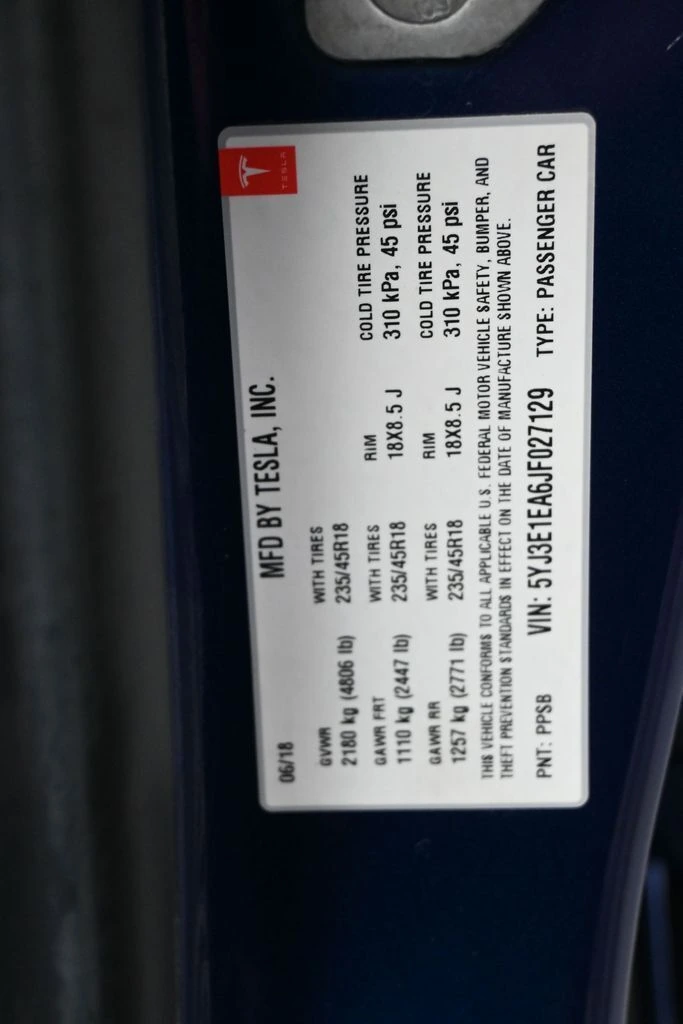 TESLA
MFD BY TESLA, INC.
06/18
GVWR WITH TIRES
2180 kg (4806 lb) 235/45R18
GAWR FRT WITH TIRES RIM COLD TIRE PRESSURE
1110 kg (2447 lb) 235/45R18 18X8.5 J 310 kPa, 45 psi
GAWR RR WITH TIRES RIM COLD TIRE PRESSURE
1257 kg (2771 lb) 235/45R18 18X8.5 J 310 kPa, 45 psi
THIS VEHICLE CONFORMS TO ALL APPLICABLE U.S. FEDERAL MOTOR VEHICLE SAFETY, BUMPER, AND
THEFT PREVENTION STANDARDS IN EFFECT ON THE DATE OF MANUFACTURE SHOWN ABOVE.
PNT: PPSB VIN: 5YJ3E1EA6JF027129 TYPE: PASSENGER CAR